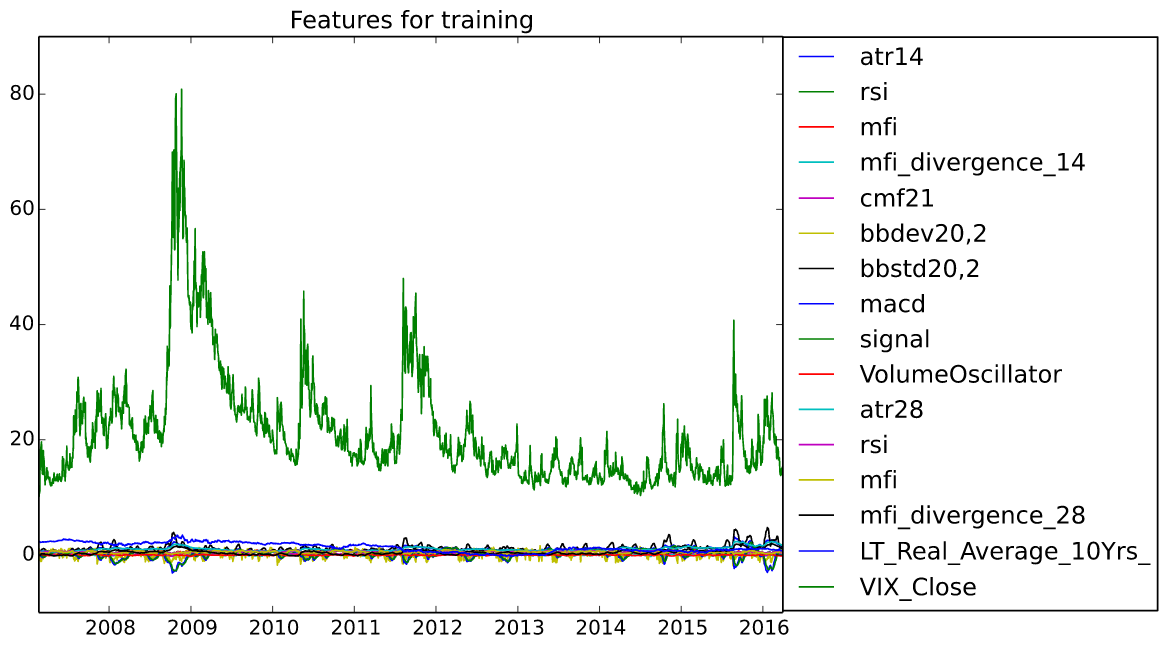 Features for training
80
60
40
20
0
2008 2009 2010 2011 2012 2013 2014 2015 2016
atr14
rsi
mfi
mfi_divergence_14
cmf21
bbdev20,2
bbstd20,2
macd
signal
VolumeOscillator
atr28
rsi
mfi
mfi_divergence_28
LT_Real_Average_10Yrs_
VIX_Close